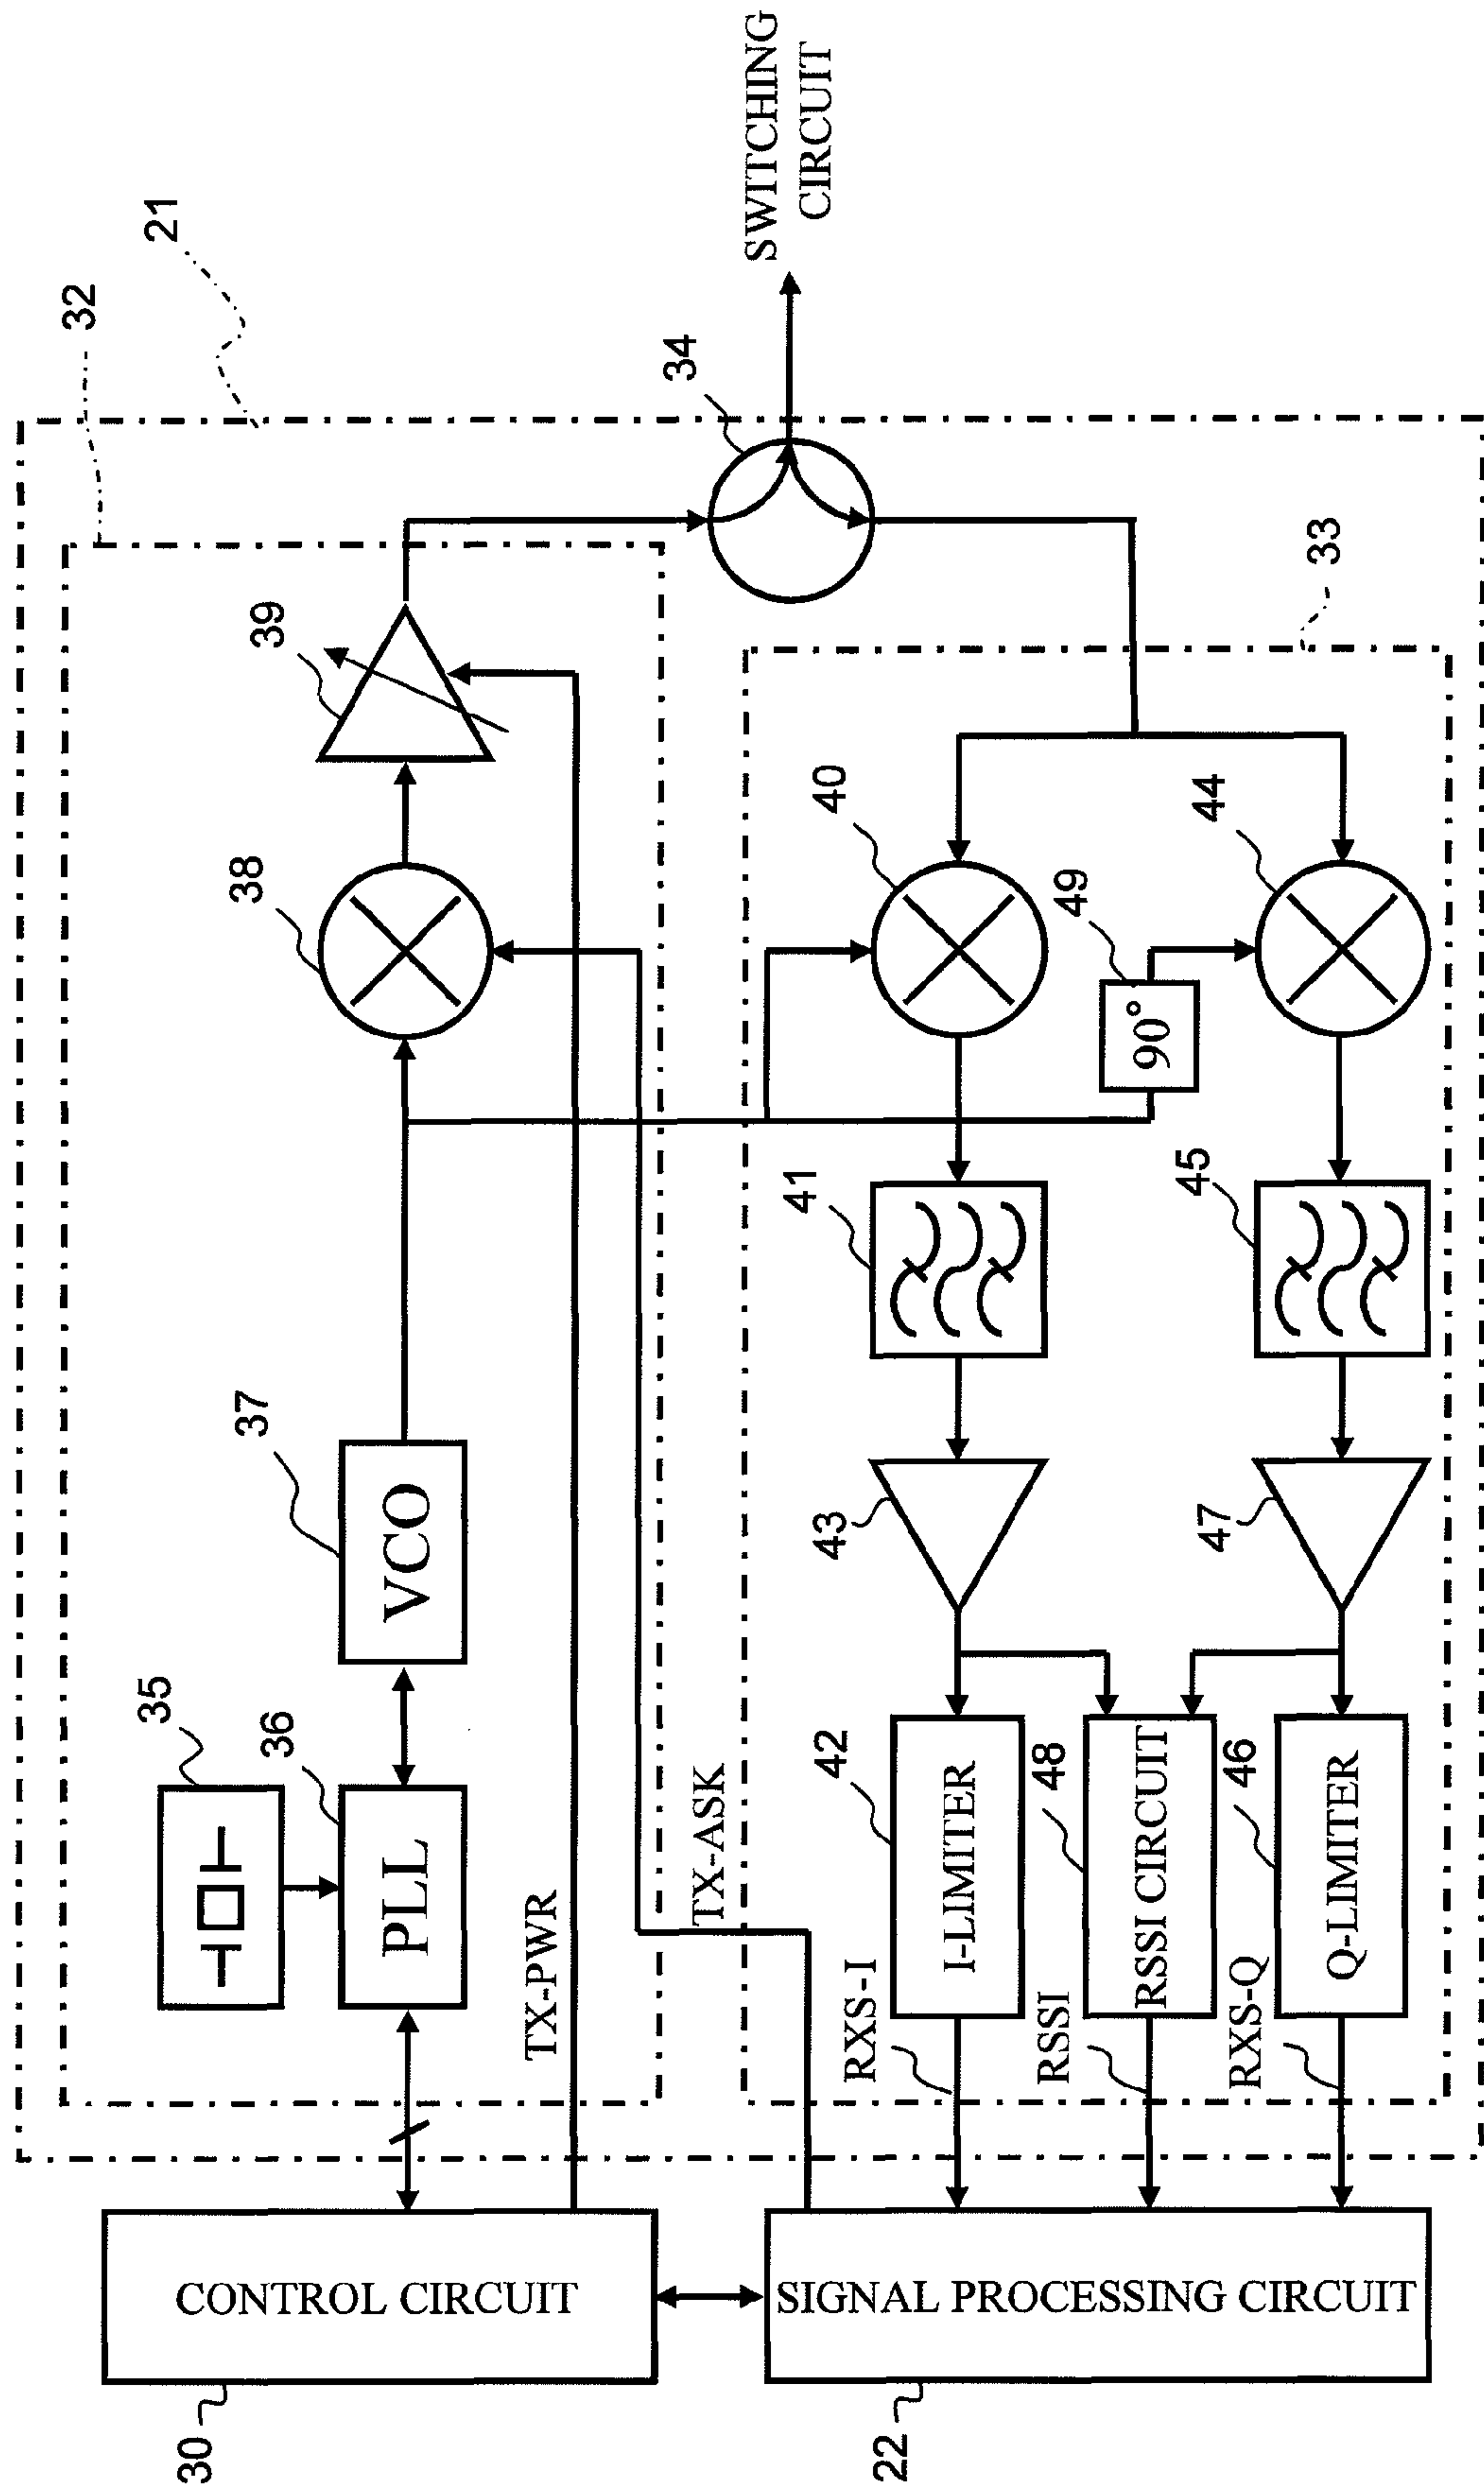 SWITCHING
CIRCUIT
21
32
34
39
38
33
40
44
49
90°
41
45
37
VCO
43
47
35
36
PLL
TX-PWR
TX-ASK
42
I-LIMITER
48
RSSI CIRCUIT
46
Q-LIMITER
RXS-I
RSSI
RXS-Q
CONTROL CIRCUIT
SIGNAL PROCESSING CIRCUIT
30
22